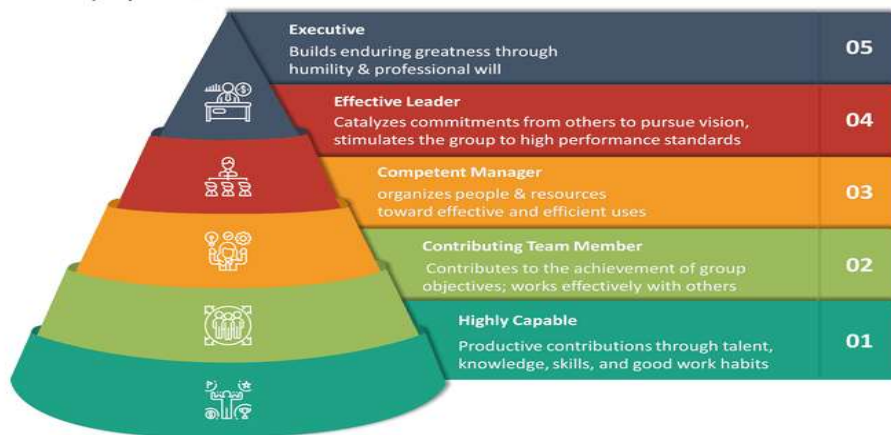 Executive
Builds enduring greatness through
humility & professional will
05
Effective Leader
Catalyzes commitments from others to pursue vision,
stimulates the group to high performance standards
04
Competent Manager
organizes people & resources
toward effective and efficient uses
03
Contributing Team Member
Contributes to the achievement of group
objectives; works effectively with others
02
Highly Capable
Productive contributions through talent,
knowledge, skills, and good work habits
01